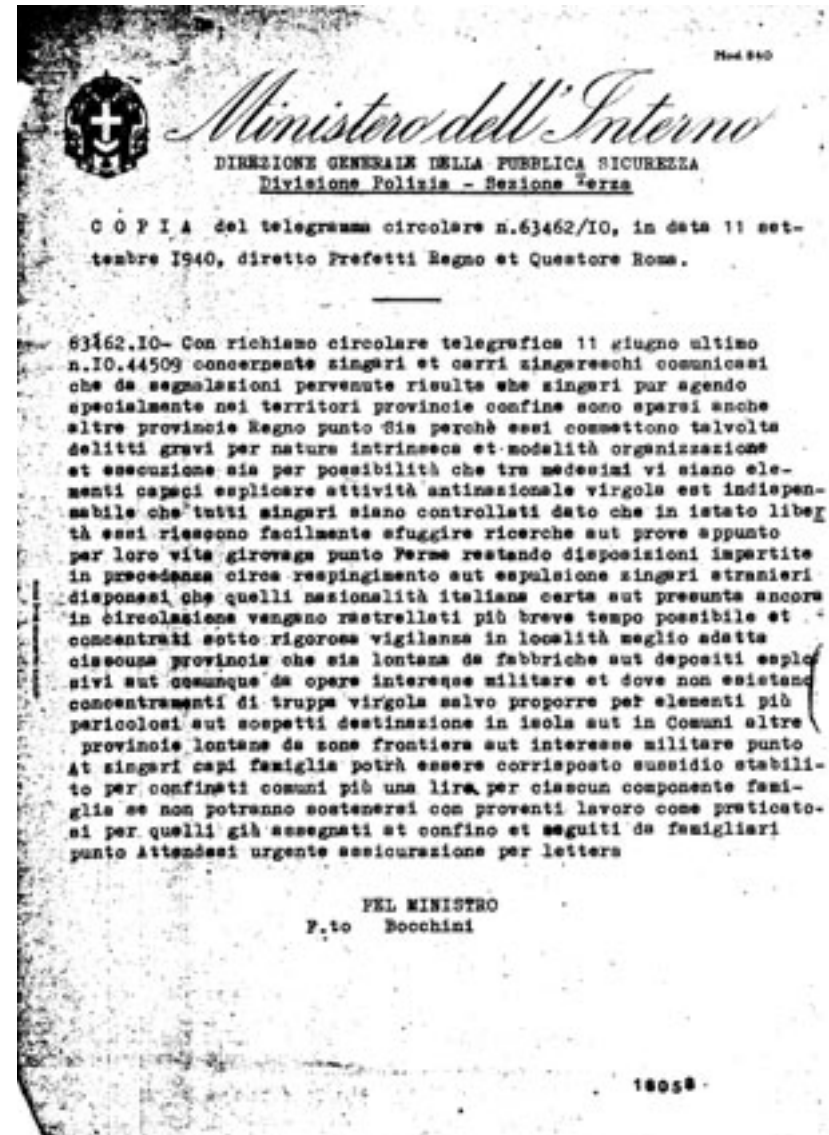 Mod. 840
Ministero dell'Interno
DIREZIONE GENERALE DELLA PUBBLICA SICUREZZA
Divisione Polizia - Sezione Terza
C O P I A del telegramma circolare n.63462/IO, in data 11 set-
tembre I940, diretto Prefetti Regno et Questore Roma.
63462.IO- Con richiamo circolare telegrafica 11 giugno ultimo
n.IO.44509 concernente zingari et carri zingareschi comunicasi
che da segnalazioni pervenute risulta che zingari pur agendo
specialmente nei territori provincie confine sono sparsi anche
altre provincie Regno punto Sia perchè essi commettono talvolta
delitti gravi per natura intrinseca et modalità organizzazione
et esecuzione sia per possibilità che tra medesimi vi siano ele-
menti capaci esplicare attività antinazionale virgola est indispen-
sabile che tutti zingari siano controllati dato che in istato liber
tà essi riescono facilmente sfuggire ricerche aut prove appunto
per loro vita girovaga punto Ferme restando disposizioni impartite
in precedenza circa respingimento aut espulsione zingari stranieri
disponesi che quelli nazionalità italiana certa aut presunta ancora
in circolazione vengano rastrellati più breve tempo possibile et
concentrati sotto rigorosa vigilanza in località meglio adatta
ciascuna provincia che sia lontana da fabbriche aut depositi esplo
sivi aut comunque da opere interesse militare et dove non esistano
concentramenti di truppa virgola salvo proporre per elementi più
pericolosi aut sospetti destinazione in isola aut in Comuni altre
provincie lontane da zone frontiera aut interesse militare punto
At zingari capi famiglia potrà essere corrisposto sussidio stabili-
to per confinati comuni più una lira per ciascun componente fami-
glia se non potranno sostenersi con proventi lavoro come praticato-
si per quelli già assegnati at confino et seguiti da famigliari
punto Attendesi urgente assicurazione per lettera
PEL MINISTRO
F.to Bocchini
18058